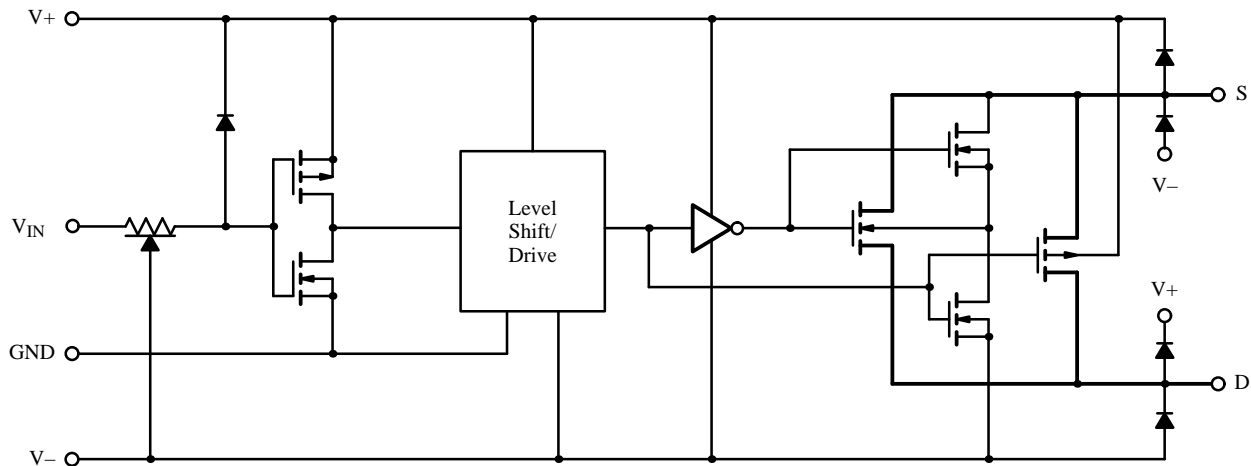 V+
S
V–
V_IN
Level
Shift/
Drive
V+
GND
D
V–